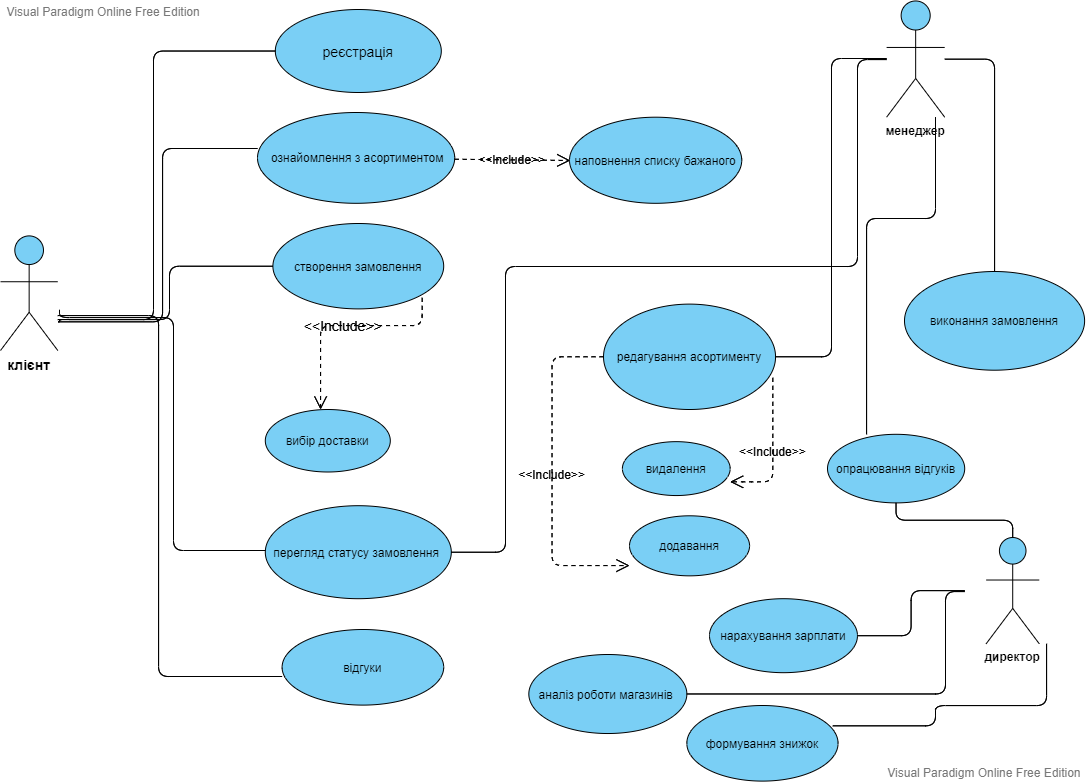 Visual Paradigm Online Free Edition
реєстрація
менеджер
ознайомлення з асортиментом
<<Include>>
наповнення списку бажаного
створення замовлення
<<Include>>
виконання замовлення
редагування асортименту
клієнт
вибір доставки
<<Include>>
видалення
опрацювання відгуків
<<Include>>
перегляд статусу замовлення
додавання
нарахування зарплати
директор
відгуки
аналіз роботи магазинів
формування знижок
Visual Paradigm Online Free Edition